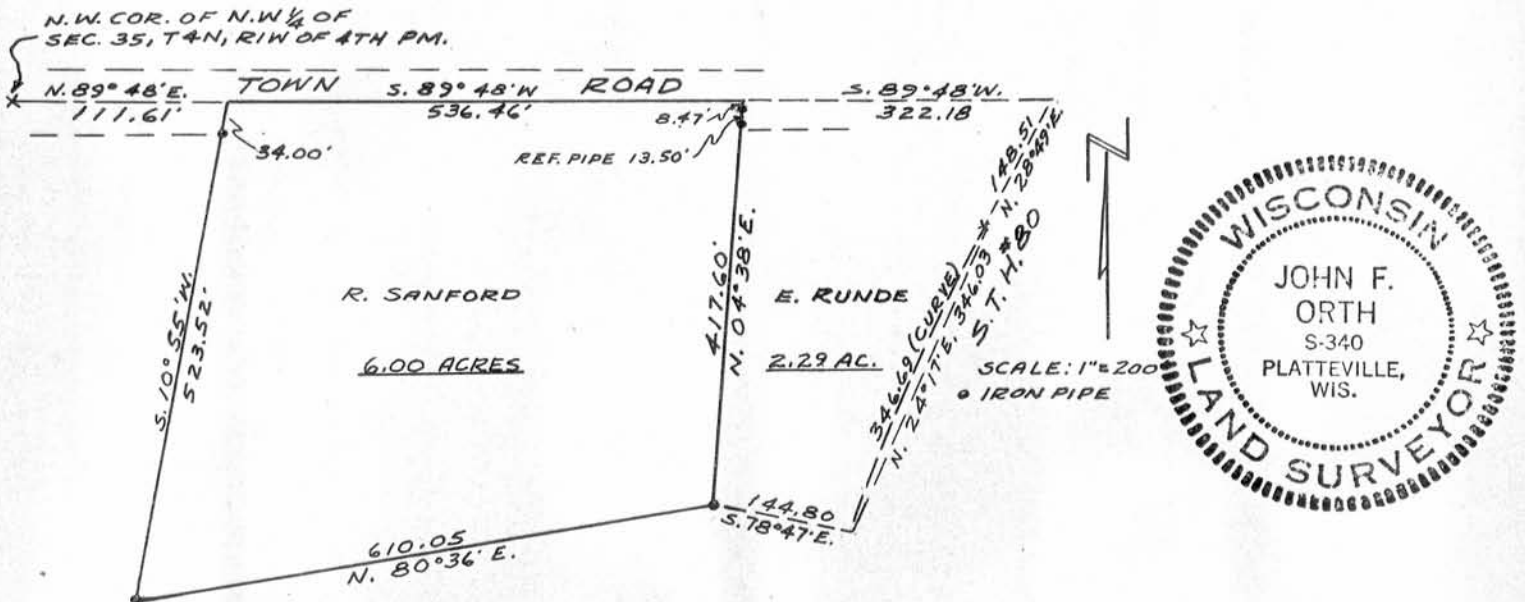 N.W. COR. OF N.W ¼ OF
SEC. 35, T4N, R1W OF 4TH PM.
N. 89° 48' E.
111.61'
TOWN ROAD
S. 89° 48' W
536.46'
S. 89° 48' W.
322.18
8.47'
REF. PIPE 13.50'
34.00'
148.51
N. 28° 49' E.
S. 10° 55' W.
523.52'
R. SANFORD
6.00 ACRES
417.60'
N. 04° 38' E.
E. RUNDE
2.29 AC.
346.69 (CURVE)
N. 24° 17' E. 346.03 *
S. T. H. #80
SCALE: 1" = 200'
IRON PIPE
144.80
S. 78° 47' E.
610.05
N. 80° 36' E.
WISCONSIN
JOHN F.
ORTH
S-340
PLATTEVILLE,
WIS.
LAND SURVEYOR